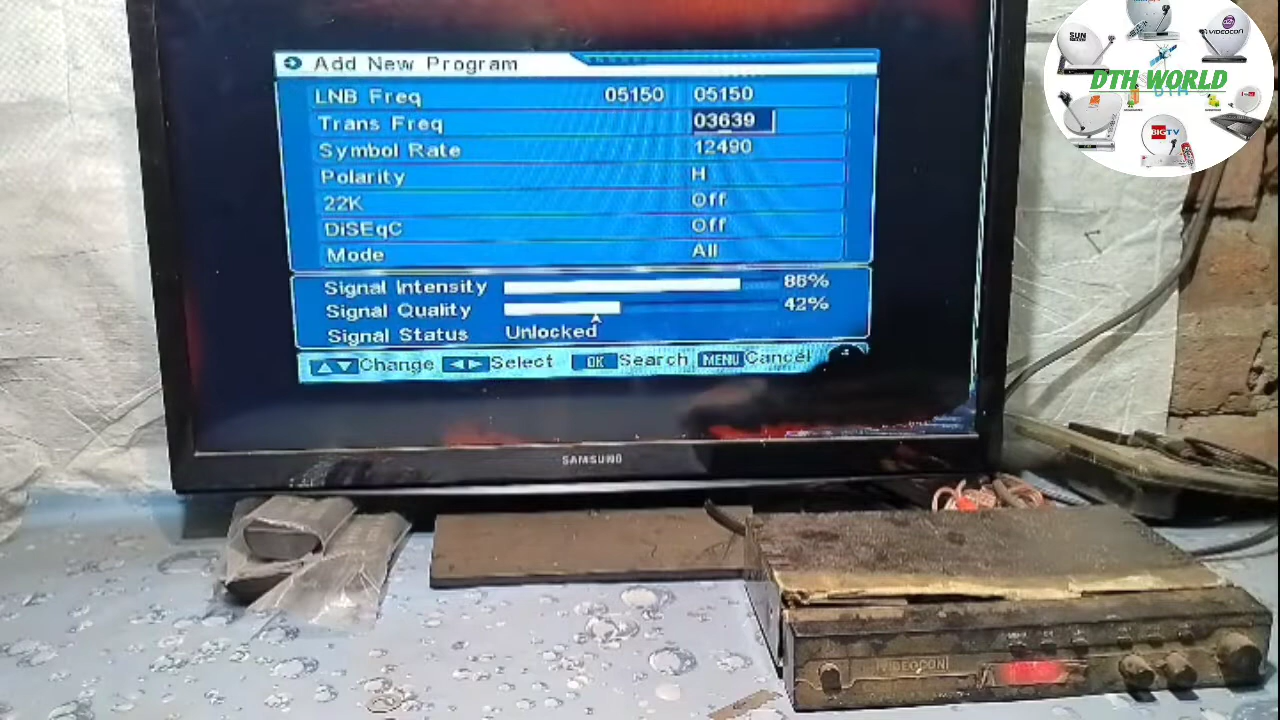 Add New Program
LNB Freq 05150 05150
Trans Freq 03639
Symbol Rate 12490
Polarity H
22K Off
DiSEqC Off
Mode All
Signal Intensity 86%
Signal Quality 42%
Signal Status Unlocked
▲▼ Change ◀▶ Select OK Search MENU Cancel
SAMSUNG
VIDEOCON
SUN
VIDEOCON
DTH WORLD
BIGTV